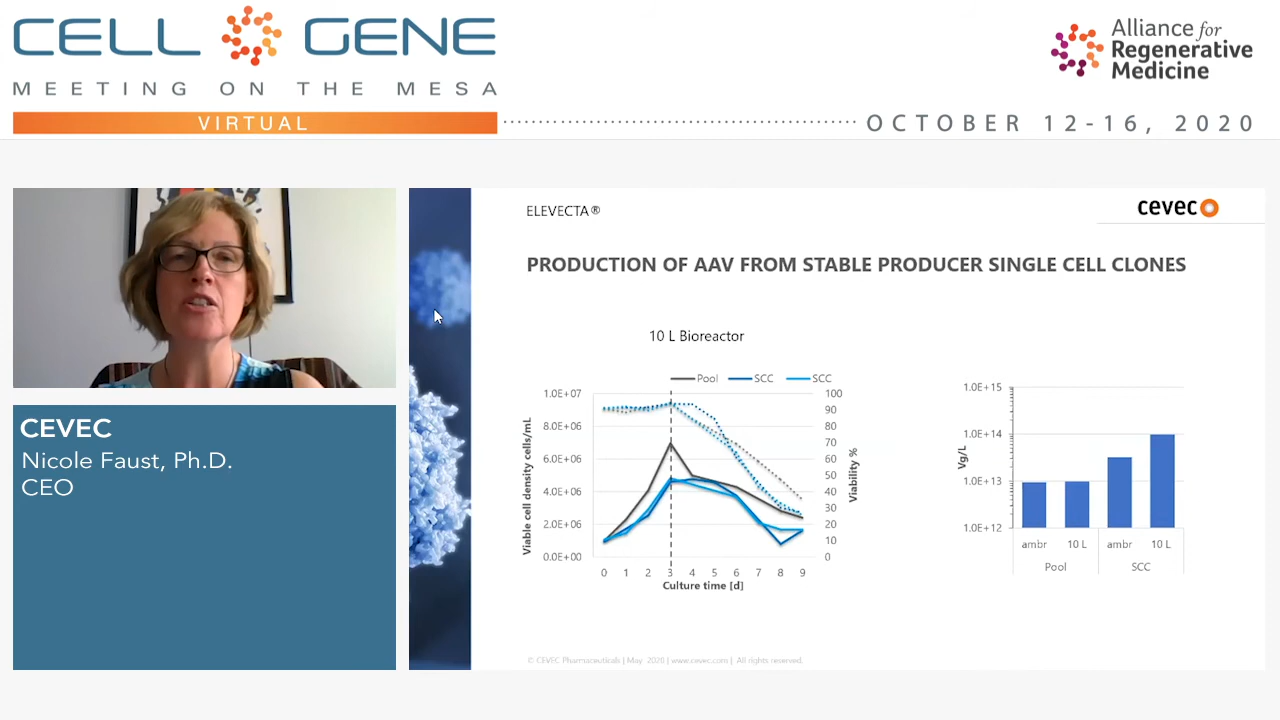 CELL GENE
MEETING ON THE MESA
VIRTUAL
Alliance for
Regenerative
Medicine
OCTOBER 12-16, 2020
CEVEC
Nicole Faust, Ph.D.
CEO
ELEVECTA®
cevec
PRODUCTION OF AAV FROM STABLE PRODUCER SINGLE CELL CLONES
10 L Bioreactor
Pool SCC SCC
Viable cell density cells/mL
1.0E+07
8.0E+06
6.0E+06
4.0E+06
2.0E+06
0.0E+00
100
90
80
70
60
50
40
30
20
10
0
Viability %
0 1 2 3 4 5 6 7 8 9
Culture time [d]
Vg/L
1.0E+15
1.0E+14
1.0E+13
1.0E+12
ambr 10 L ambr 10 L
Pool SCC
© CEVEC Pharmaceuticals | May 2020 | www.cevec.com | All rights reserved.